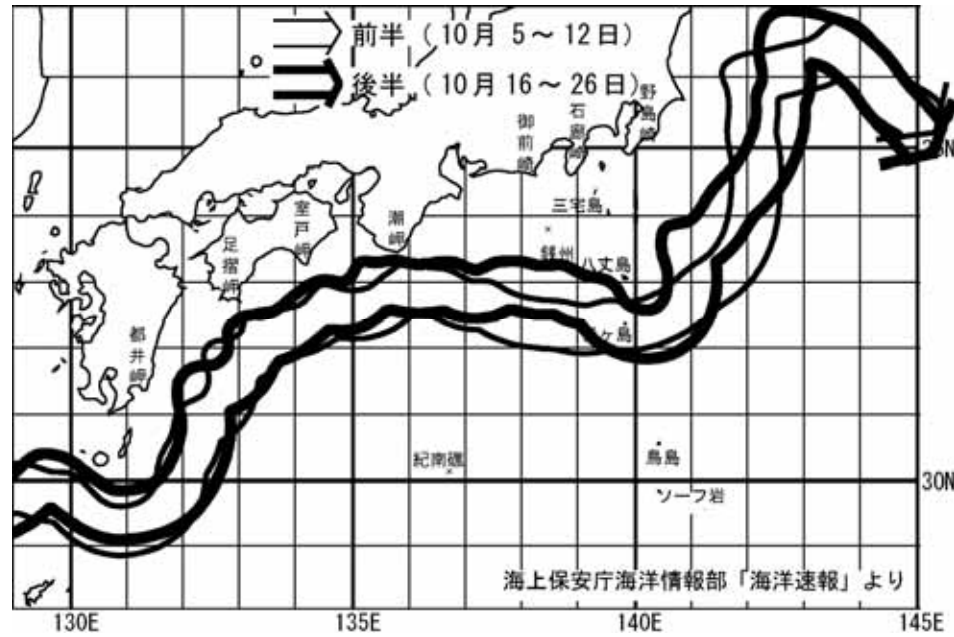 前半(10月 5～12日)
後半(10月 16～26日)
野島崎
石廊崎
御前崎
三宅島
銭州
八丈島
室戸岬
潮岬
足摺岬
都井岬
ヶ島
紀南礁
鳥島
ソーフ岩
35N
30N
海上保安庁海洋情報部「海洋速報」より
130E
135E
140E
145E